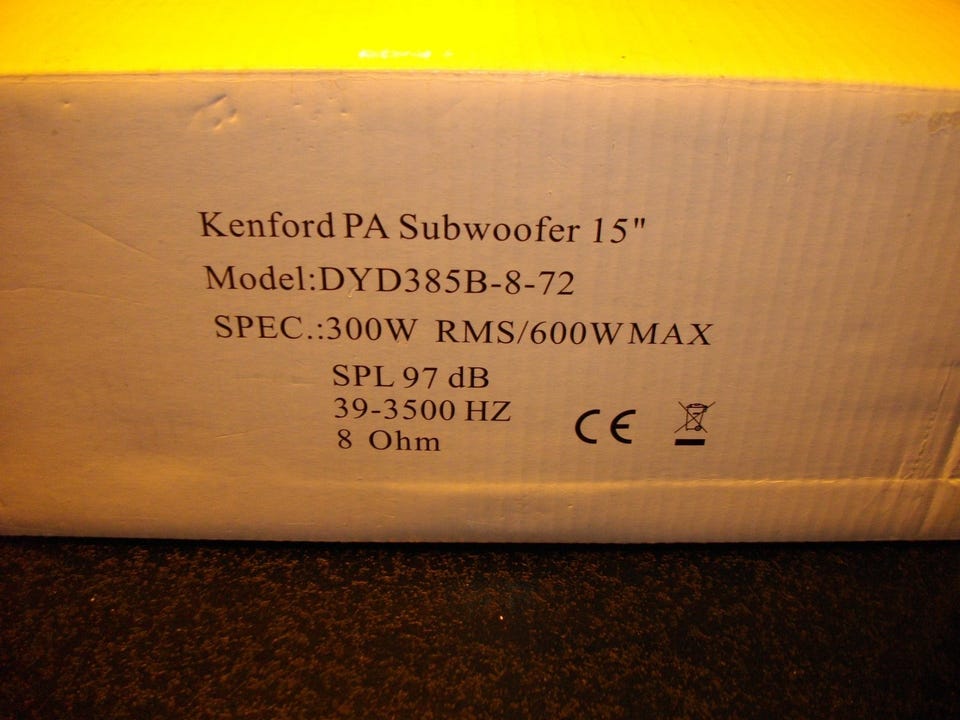 Kenford PA Subwoofer 15"
Model:DYD385B-8-72
SPEC.:300W RMS/600WMAX
SPL 97 dB
39-3500 HZ
8 Ohm
CE